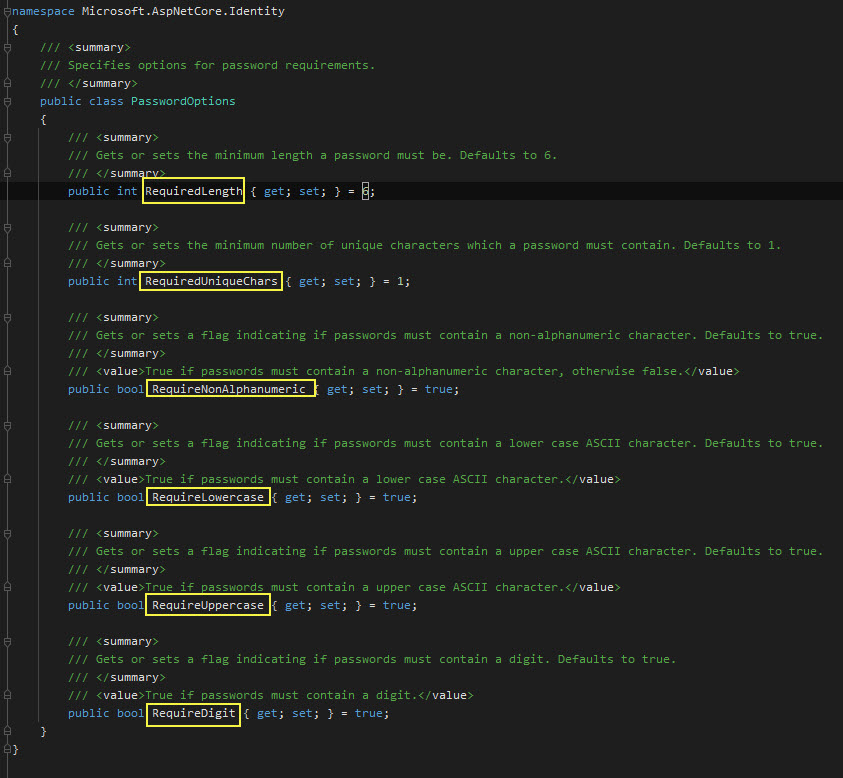 namespace Microsoft.AspNetCore.Identity
{
/// <summary>
/// Specifies options for password requirements.
/// </summary>
public class PasswordOptions
{
/// <summary>
/// Gets or sets the minimum length a password must be. Defaults to 6.
/// </summary>
public int RequiredLength { get; set; } = 6;
/// <summary>
/// Gets or sets the minimum number of unique characters which a password must contain. Defaults to 1.
/// </summary>
public int RequiredUniqueChars { get; set; } = 1;
/// <summary>
/// Gets or sets a flag indicating if passwords must contain a non-alphanumeric character. Defaults to true.
/// </summary>
/// <value>True if passwords must contain a non-alphanumeric character, otherwise false.</value>
public bool RequireNonAlphanumeric { get; set; } = true;
/// <summary>
/// Gets or sets a flag indicating if passwords must contain a lower case ASCII character. Defaults to true.
/// </summary>
/// <value>True if passwords must contain a lower case ASCII character.</value>
public bool RequireLowercase { get; set; } = true;
/// <summary>
/// Gets or sets a flag indicating if passwords must contain a upper case ASCII character. Defaults to true.
/// </summary>
/// <value>True if passwords must contain a upper case ASCII character.</value>
public bool RequireUppercase { get; set; } = true;
/// <summary>
/// Gets or sets a flag indicating if passwords must contain a digit. Defaults to true.
/// </summary>
/// <value>True if passwords must contain a digit.</value>
public bool RequireDigit { get; set; } = true;
}
}